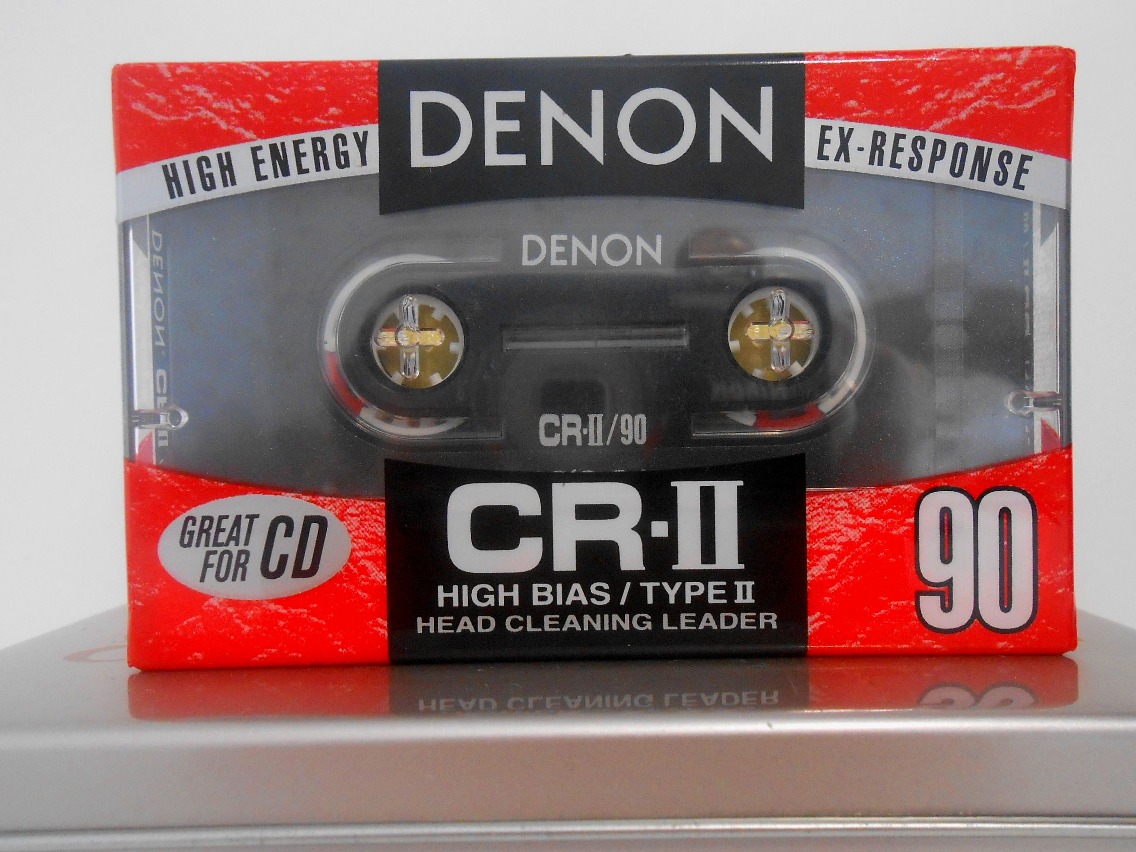 HIGH ENERGY
DENON
EX-RESPONSE
DENON
DENON
CR·II/90
GREAT
FOR CD
CR·II
HIGH BIAS / TYPE II
HEAD CLEANING LEADER
90